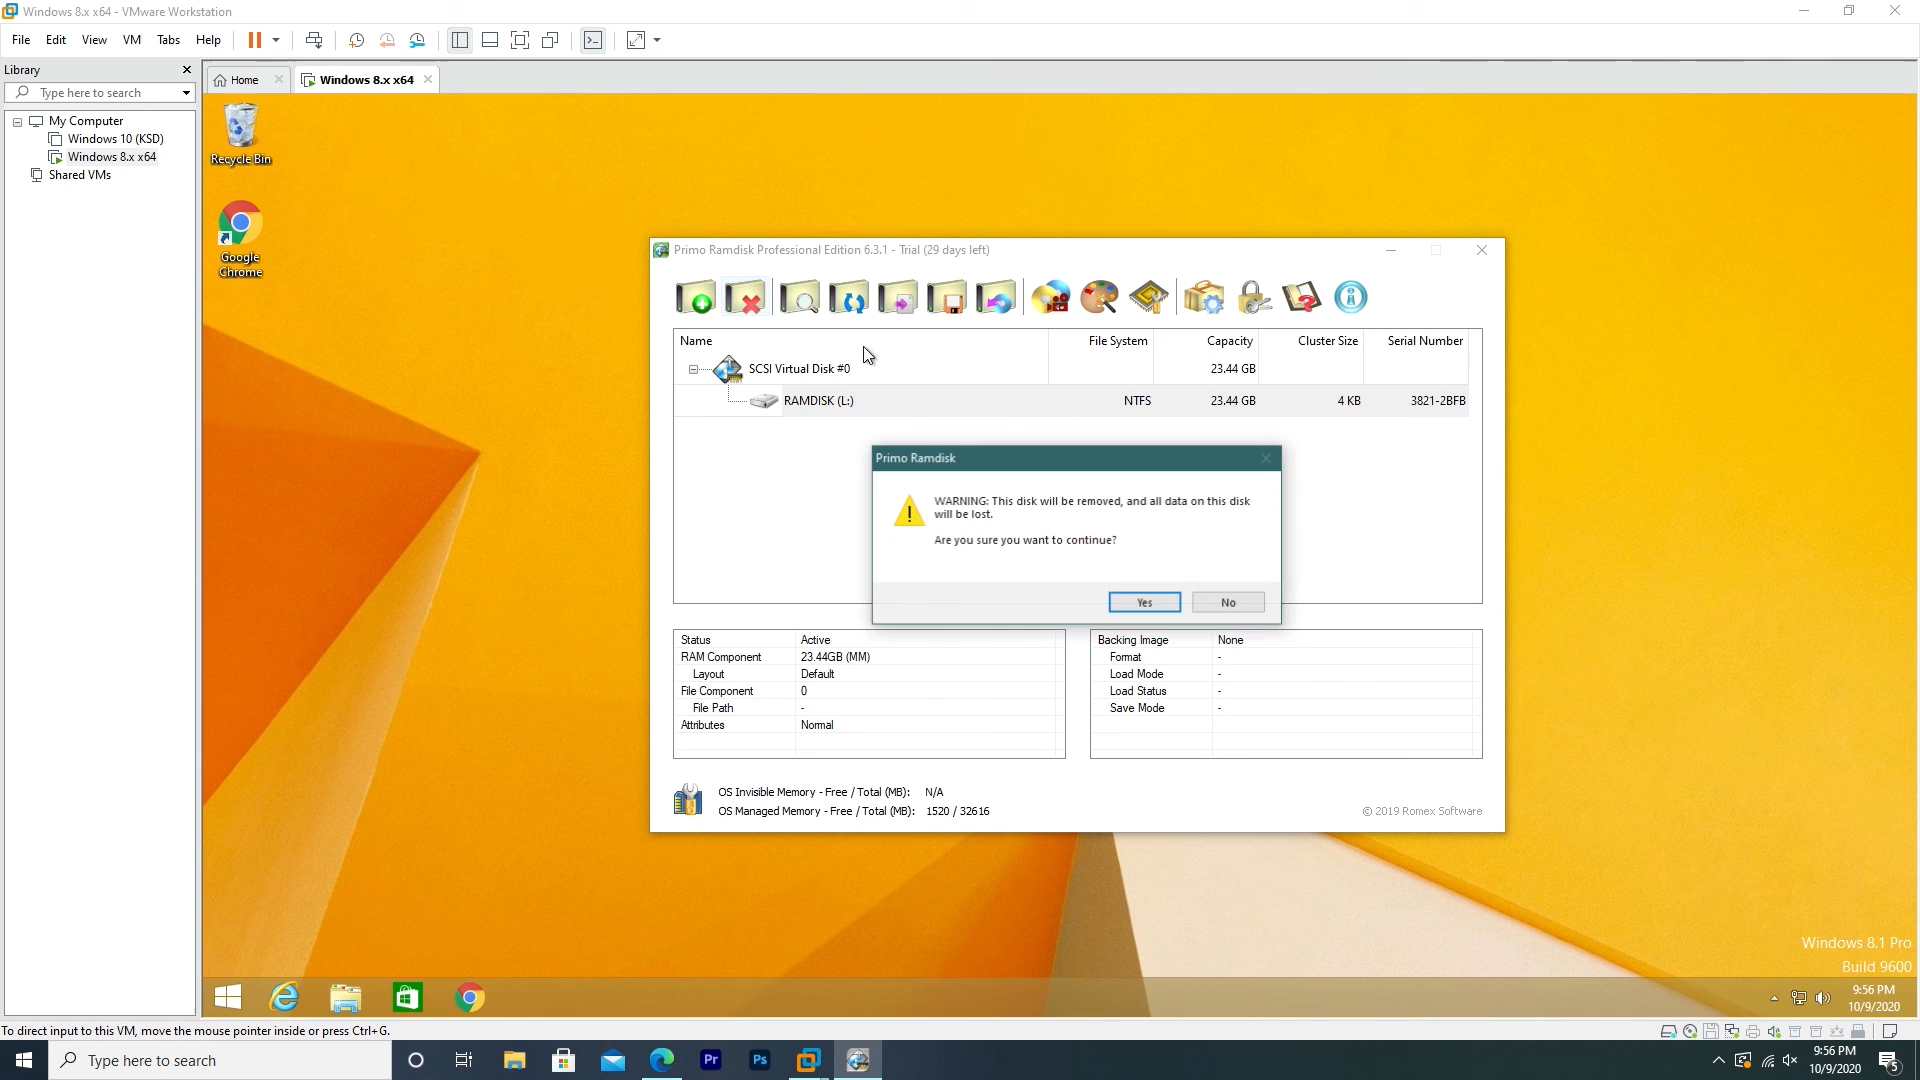 Windows 8.x x64 - VMware Workstation
File Edit View VM Tabs Help
Library
Home
Windows 8.x x64
Type here to search
My Computer
Windows 10 (KSD)
Windows 8.x x64
Shared VMs
Recycle Bin
Google
Chrome
Primo Ramdisk Professional Edition 6.3.1 - Trial (29 days left)
Name File System Capacity Cluster Size Serial Number
SCSI Virtual Disk #0 23.44 GB
RAMDISK (L:) NTFS 23.44 GB 4 KB 3821-2BFB
Primo Ramdisk
WARNING: This disk will be removed, and all data on this disk
will be lost.
Are you sure you want to continue?
Yes No
Status Active
RAM Component 23.44GB (MM)
Layout Default
File Component 0
File Path -
Attributes Normal
Backing Image None
Format -
Load Mode -
Load Status -
Save Mode -
OS Invisible Memory - Free / Total (MB): N/A
OS Managed Memory - Free / Total (MB): 1520 / 32616
© 2019 Romex Software
Windows 8.1 Pro
Build 9600
9:56 PM
10/9/2020
To direct input to this VM, move the mouse pointer inside or press Ctrl+G.
Type here to search
Pr
Ps
9:56 PM
10/9/2020
5